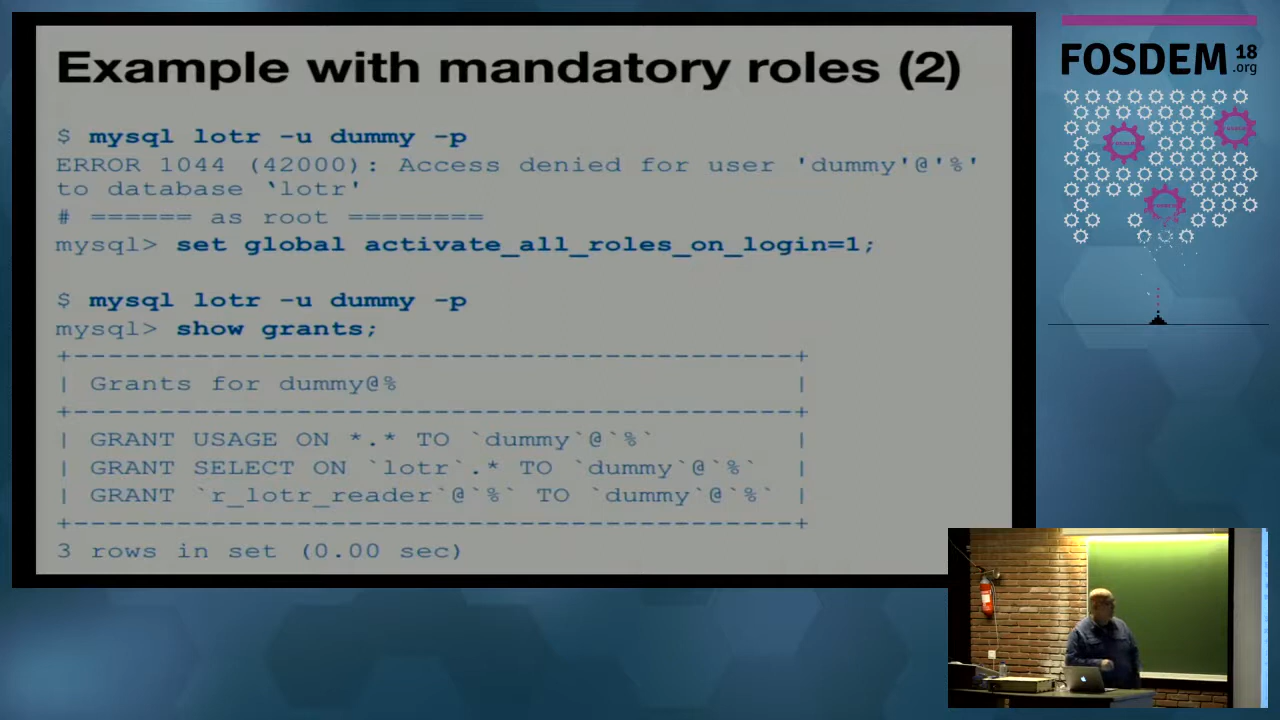 Example with mandatory roles (2)
$ mysql lotr -u dummy -p
ERROR 1044 (42000): Access denied for user 'dummy'@'%'
to database 'lotr'
# ====== as root ========
mysql> set global activate_all_roles_on_login=1;
$ mysql lotr -u dummy -p
mysql> show grants;
+------------------------------------------+
| Grants for dummy@% |
+------------------------------------------+
| GRANT USAGE ON *.* TO `dummy`@`%` |
| GRANT SELECT ON `lotr`.* TO `dummy`@`%` |
| GRANT `r_lotr_reader`@`%` TO `dummy`@`%` |
+------------------------------------------+
3 rows in set (0.00 sec)
FOSDEM 18
.org